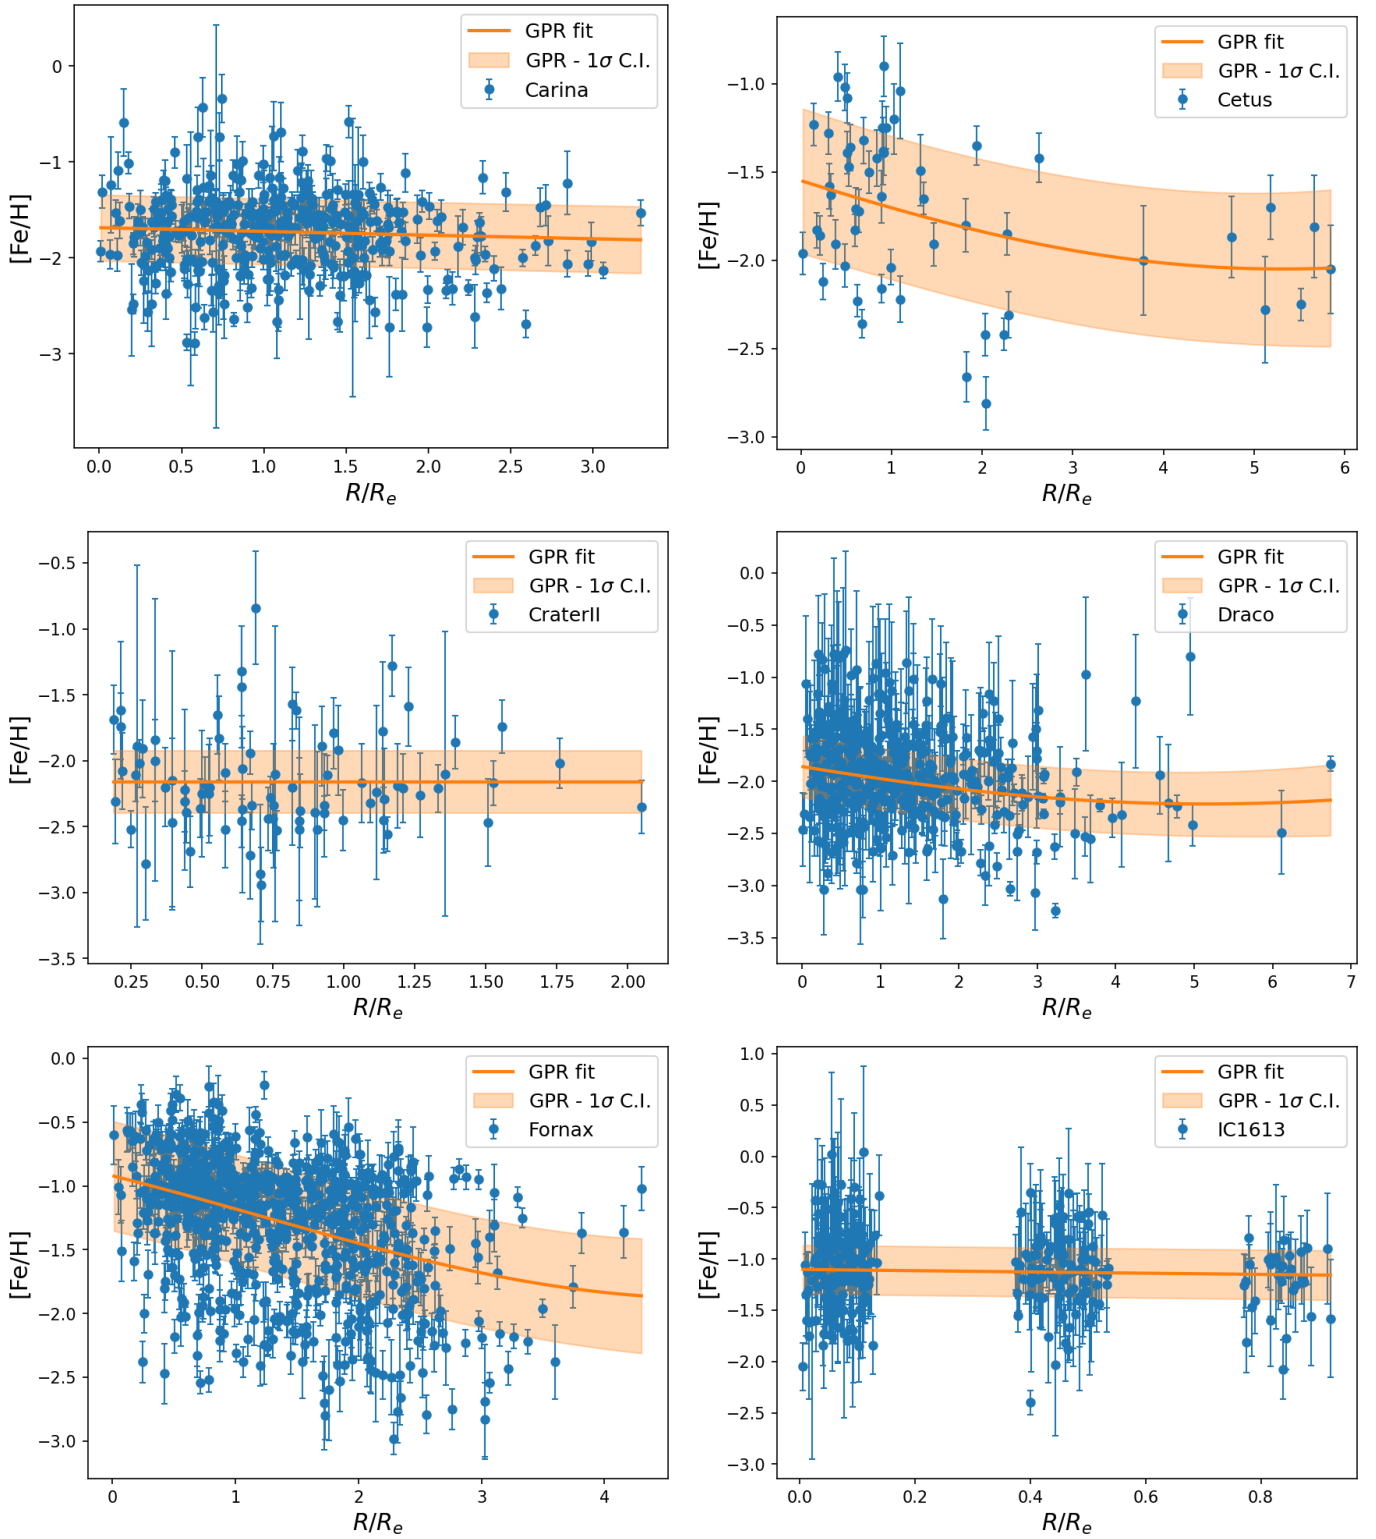 GPR fit
GPR - 1σ C.I.
Carina
0
−1
−2
−3
[Fe/H]
0.0 0.5 1.0 1.5 2.0 2.5 3.0
R/Re
GPR fit
GPR - 1σ C.I.
Cetus
−1.0
−1.5
−2.0
−2.5
−3.0
[Fe/H]
0 1 2 3 4 5 6
R/Re
GPR fit
GPR - 1σ C.I.
CraterII
−0.5
−1.0
−1.5
−2.0
−2.5
−3.0
−3.5
[Fe/H]
0.25 0.50 0.75 1.00 1.25 1.50 1.75 2.00
R/Re
GPR fit
GPR - 1σ C.I.
Draco
0.0
−0.5
−1.0
−1.5
−2.0
−2.5
−3.0
−3.5
[Fe/H]
0 1 2 3 4 5 6 7
R/Re
GPR fit
GPR - 1σ C.I.
Fornax
0.0
−0.5
−1.0
−1.5
−2.0
−2.5
−3.0
[Fe/H]
0 1 2 3 4
R/Re
GPR fit
GPR - 1σ C.I.
IC1613
1.0
0.5
0.0
−0.5
−1.0
−1.5
−2.0
−2.5
−3.0
[Fe/H]
0.0 0.2 0.4 0.6 0.8
R/Re